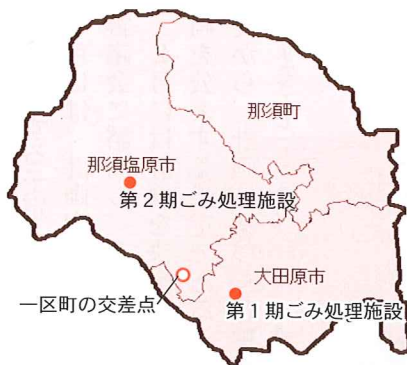 那須町
那須塩原市
第2期ごみ処理施設
大田原市
一区町の交差点
第1期ごみ処理施設